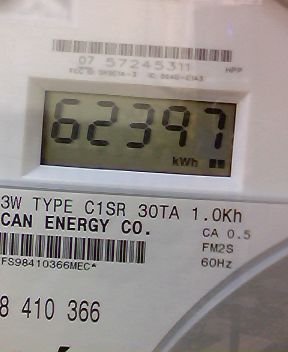 07 57245311
HPP
62397
kWh
3W TYPE C1SR 30TA 1.0Kh
CAN ENERGY CO.
CA 0.5
FM2S
60Hz
FS98410366MEC*
8 410 366